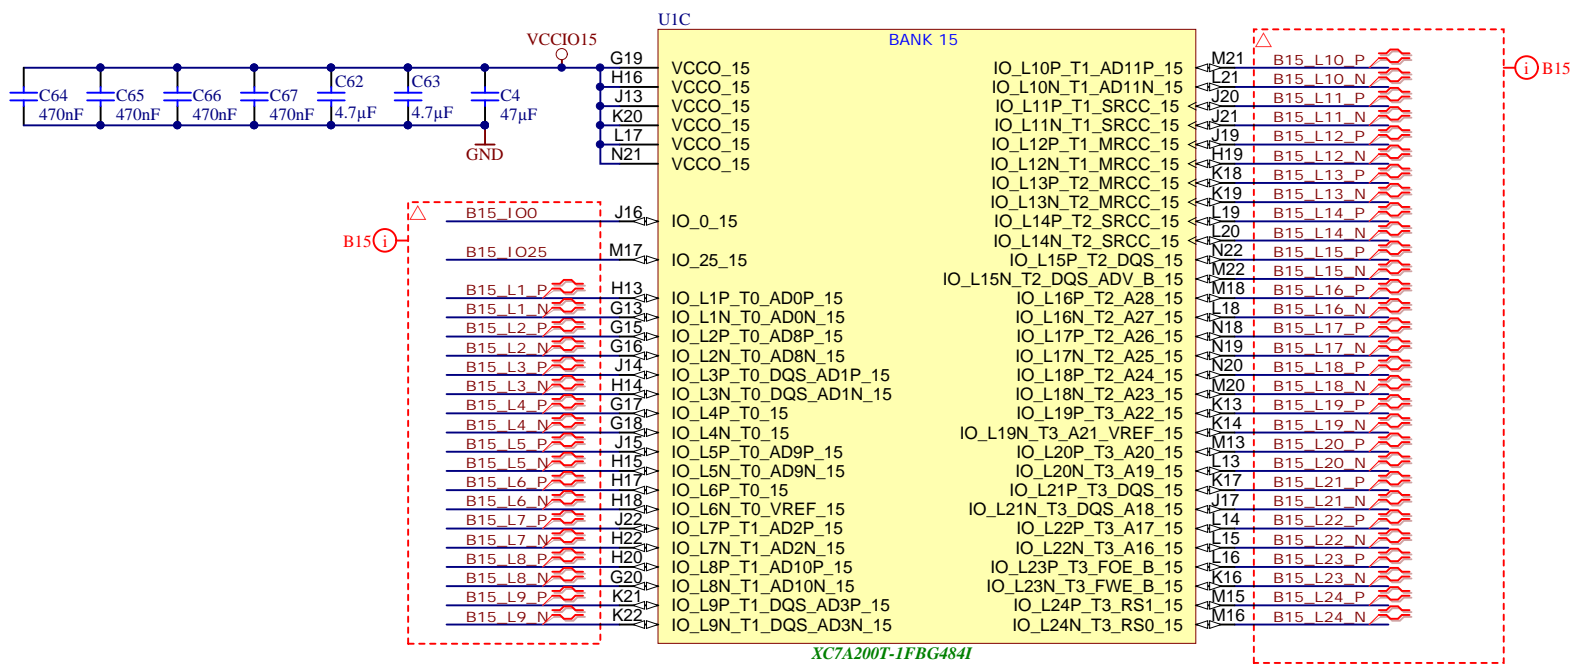 U1C
BANK 15
VCCIO15
C64 470nF
C65 470nF
C66 470nF
C67 470nF
C62 4.7µF
C63 4.7µF
C4 47µF
GND
G19 VCCO_15
H16 VCCO_15
J13 VCCO_15
K20 VCCO_15
L17 VCCO_15
N21 VCCO_15
B15 i
B15_IO0 J16 IO_0_15
B15_IO25 M17 IO_25_15
B15_L1_P H13 IO_L1P_T0_AD0P_15
B15_L1_N G13 IO_L1N_T0_AD0N_15
B15_L2_P G15 IO_L2P_T0_AD8P_15
B15_L2_N G16 IO_L2N_T0_AD8N_15
B15_L3_P J14 IO_L3P_T0_DQS_AD1P_15
B15_L3_N H14 IO_L3N_T0_DQS_AD1N_15
B15_L4_P G17 IO_L4P_T0_15
B15_L4_N G18 IO_L4N_T0_15
B15_L5_P J15 IO_L5P_T0_AD9P_15
B15_L5_N H15 IO_L5N_T0_AD9N_15
B15_L6_P H17 IO_L6P_T0_15
B15_L6_N H18 IO_L6N_T0_VREF_15
B15_L7_P J22 IO_L7P_T1_AD2P_15
B15_L7_N H22 IO_L7N_T1_AD2N_15
B15_L8_P H20 IO_L8P_T1_AD10P_15
B15_L8_N G20 IO_L8N_T1_AD10N_15
B15_L9_P K21 IO_L9P_T1_DQS_AD3P_15
B15_L9_N K22 IO_L9N_T1_DQS_AD3N_15
IO_L10P_T1_AD11P_15 M21 B15_L10_P
IO_L10N_T1_AD11N_15 L21 B15_L10_N
IO_L11P_T1_SRCC_15 J20 B15_L11_P
IO_L11N_T1_SRCC_15 J21 B15_L11_N
IO_L12P_T1_MRCC_15 J19 B15_L12_P
IO_L12N_T1_MRCC_15 H19 B15_L12_N
IO_L13P_T2_MRCC_15 K18 B15_L13_P
IO_L13N_T2_MRCC_15 K19 B15_L13_N
IO_L14P_T2_SRCC_15 L19 B15_L14_P
IO_L14N_T2_SRCC_15 L20 B15_L14_N
IO_L15P_T2_DQS_15 N22 B15_L15_P
IO_L15N_T2_DQS_ADV_B_15 M22 B15_L15_N
IO_L16P_T2_A28_15 M18 B15_L16_P
IO_L16N_T2_A27_15 L18 B15_L16_N
IO_L17P_T2_A26_15 N18 B15_L17_P
IO_L17N_T2_A25_15 N19 B15_L17_N
IO_L18P_T2_A24_15 N20 B15_L18_P
IO_L18N_T2_A23_15 M20 B15_L18_N
IO_L19P_T3_A22_15 K13 B15_L19_P
IO_L19N_T3_A21_VREF_15 K14 B15_L19_N
IO_L20P_T3_A20_15 M13 B15_L20_P
IO_L20N_T3_A19_15 L13 B15_L20_N
IO_L21P_T3_DQS_15 K17 B15_L21_P
IO_L21N_T3_DQS_A18_15 J17 B15_L21_N
IO_L22P_T3_A17_15 L14 B15_L22_P
IO_L22N_T3_A16_15 L15 B15_L22_N
IO_L23P_T3_FOE_B_15 L16 B15_L23_P
IO_L23N_T3_FWE_B_15 K16 B15_L23_N
IO_L24P_T3_RS1_15 M15 B15_L24_P
IO_L24N_T3_RS0_15 M16 B15_L24_N
i B15
XC7A200T-1FBG484I